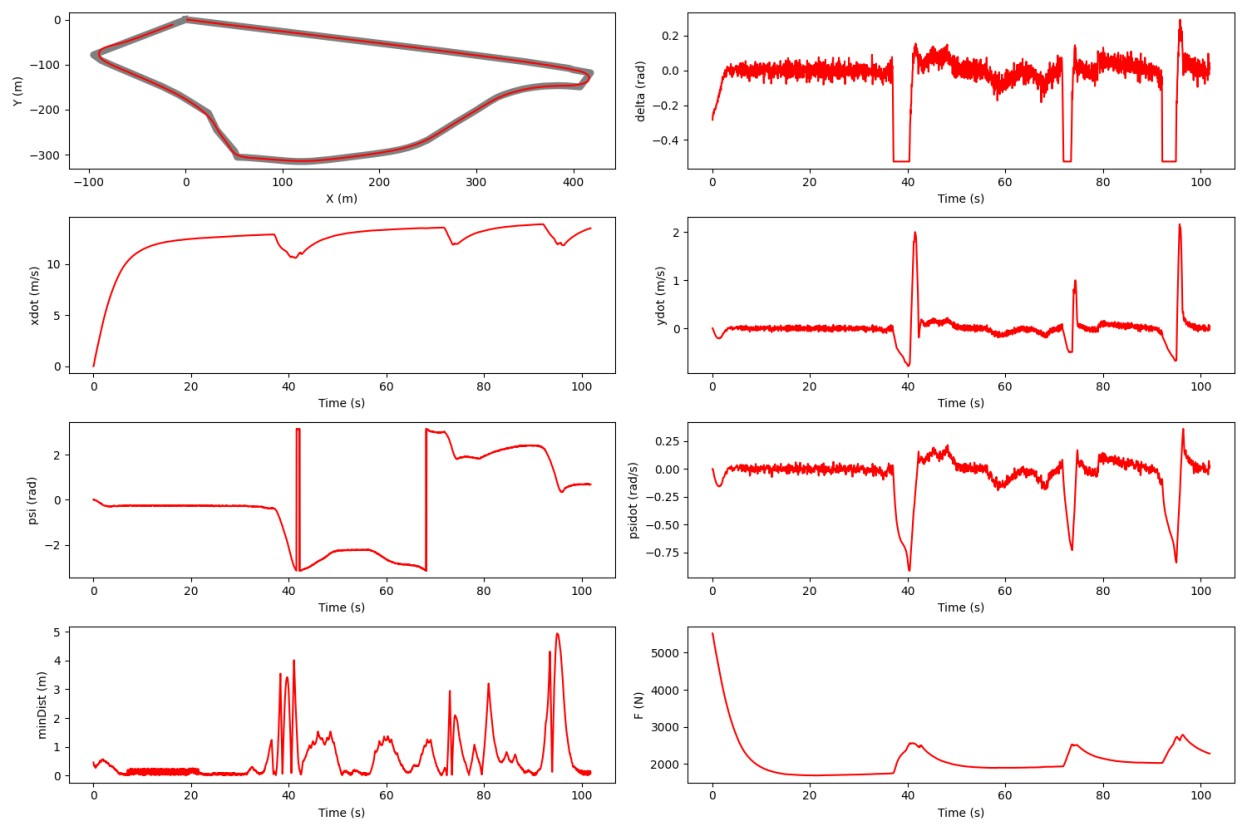 0
−100
−200
−300
Y (m)
−100 0 100 200 300 400
X (m)
0.2
0.0
−0.2
−0.4
delta (rad)
0 20 40 60 80 100
Time (s)
10
5
0
xdot (m/s)
0 20 40 60 80 100
Time (s)
2
1
0
ydot (m/s)
0 20 40 60 80 100
Time (s)
2
0
−2
psi (rad)
0 20 40 60 80 100
Time (s)
0.25
0.00
−0.25
−0.50
−0.75
psidot (rad/s)
0 20 40 60 80 100
Time (s)
5
4
3
2
1
0
minDist (m)
0 20 40 60 80 100
Time (s)
5000
4000
3000
2000
F (N)
0 20 40 60 80 100
Time (s)